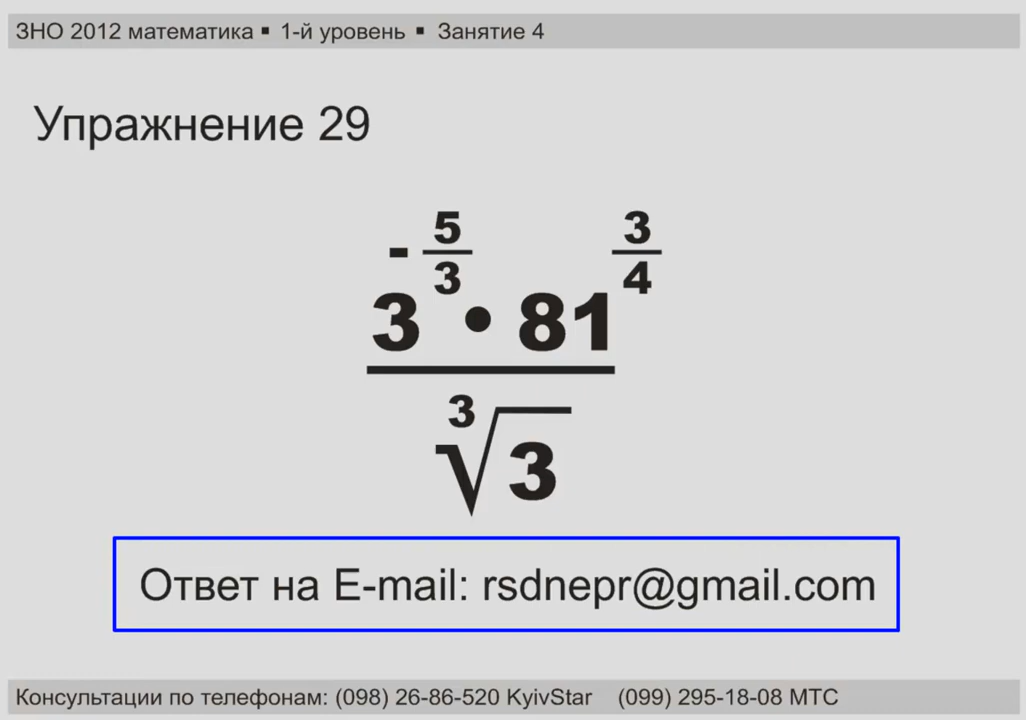 ЗНО 2012 математика ▪ 1-й уровень ▪ Занятие 4
Упражнение 29
- 5/3 3/4
3 • 81
3√3
Ответ на E-mail: rsdnepr@gmail.com
Консультации по телефонам: (098) 26-86-520 KyivStar (099) 295-18-08 МТС